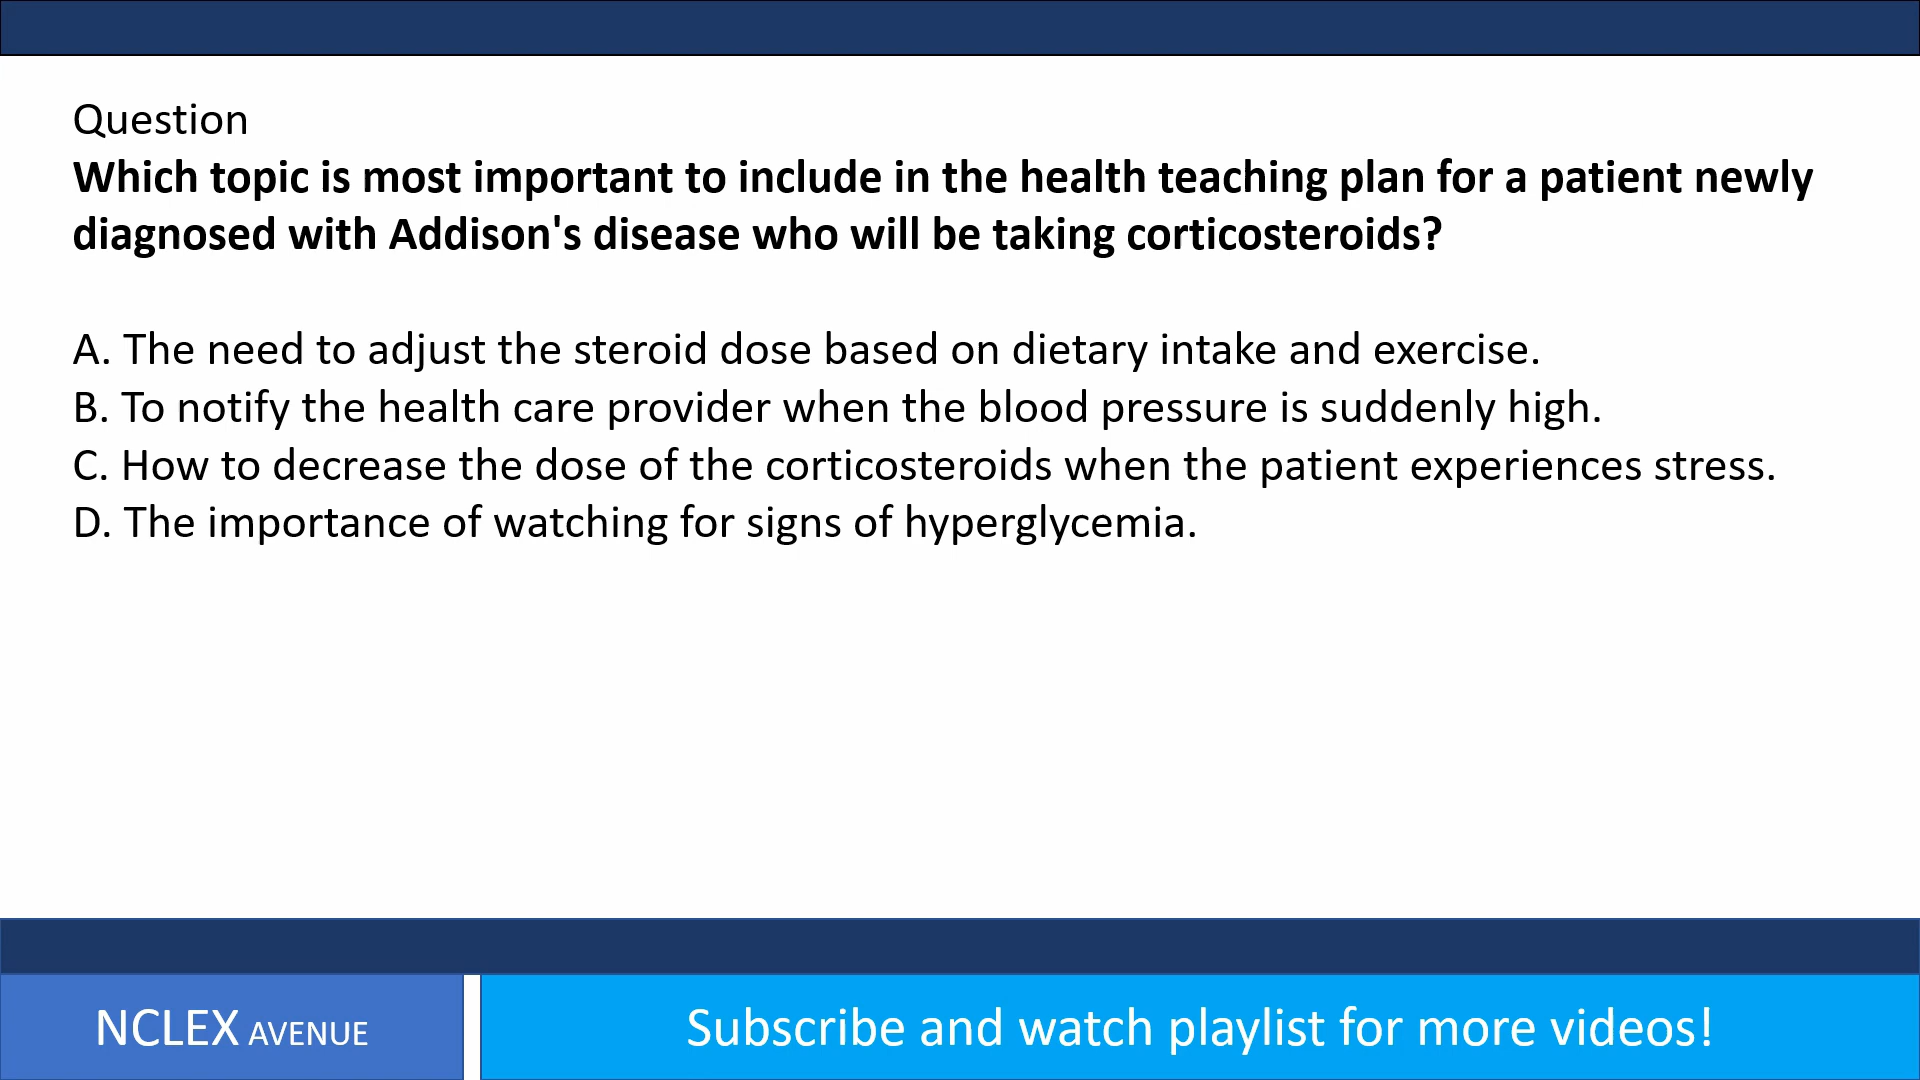 Question
Which topic is most important to include in the health teaching plan for a patient newly
diagnosed with Addison's disease who will be taking corticosteroids?
A. The need to adjust the steroid dose based on dietary intake and exercise.
B. To notify the health care provider when the blood pressure is suddenly high.
C. How to decrease the dose of the corticosteroids when the patient experiences stress.
D. The importance of watching for signs of hyperglycemia.
NCLEX AVENUE
Subscribe and watch playlist for more videos!